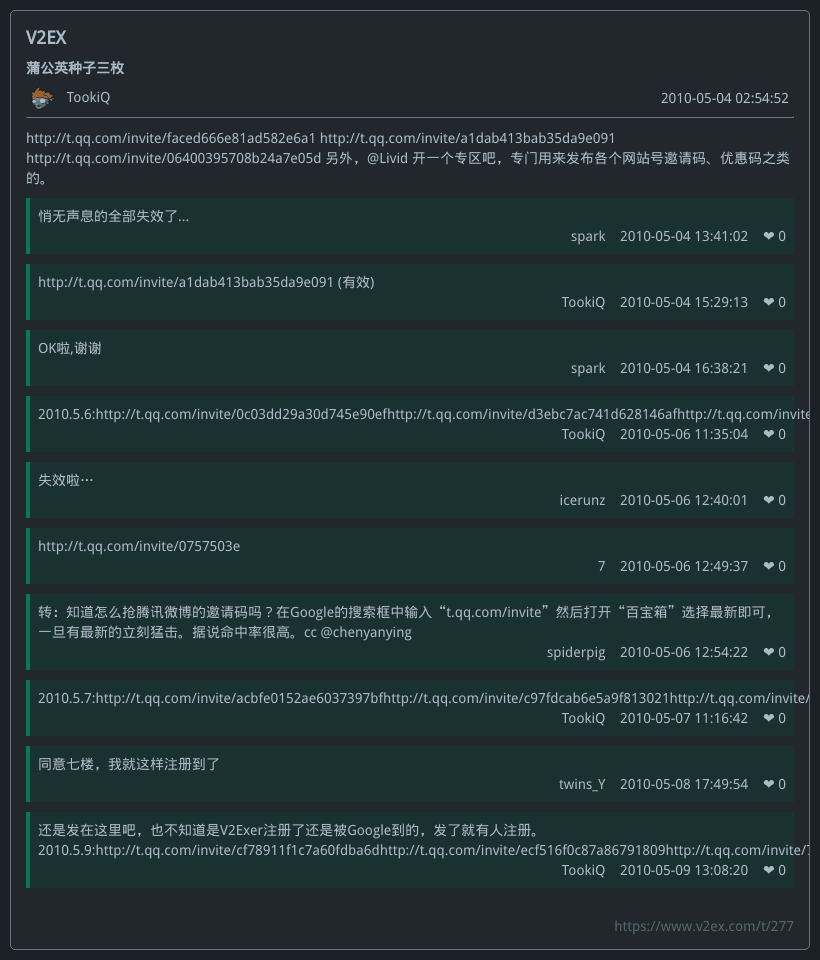 V2EX
蒲公英种子三枚
TookiQ 2010-05-04 02:54:52
http://t.qq.com/invite/faced666e81ad582e6a1 http://t.qq.com/invite/a1dab413bab35da9e091
http://t.qq.com/invite/06400395708b24a7e05d 另外，@Livid 开一个专区吧，专门用来发布各个网站号邀请码、优惠码之类
的。
悄无声息的全部失效了...
spark 2010-05-04 13:41:02 ❤ 0
http://t.qq.com/invite/a1dab413bab35da9e091 (有效)
TookiQ 2010-05-04 15:29:13 ❤ 0
OK啦,谢谢
spark 2010-05-04 16:38:21 ❤ 0
2010.5.6:http://t.qq.com/invite/0c03dd29a30d745e90efhttp://t.qq.com/invite/d3ebc7ac741d628146afhttp://t.qq.com/invite
TookiQ 2010-05-06 11:35:04 ❤ 0
失效啦…
icerunz 2010-05-06 12:40:01 ❤ 0
http://t.qq.com/invite/0757503e
7 2010-05-06 12:49:37 ❤ 0
转：知道怎么抢腾讯微博的邀请码吗？在Google的搜索框中输入“t.qq.com/invite”然后打开“百宝箱”选择最新即可，
一旦有最新的立刻猛击。据说命中率很高。cc @chenyanying
spiderpig 2010-05-06 12:54:22 ❤ 0
2010.5.7:http://t.qq.com/invite/acbfe0152ae6037397bfhttp://t.qq.com/invite/c97fdcab6e5a9f813021http://t.qq.com/invite/
TookiQ 2010-05-07 11:16:42 ❤ 0
同意七楼，我就这样注册到了
twins_Y 2010-05-08 17:49:54 ❤ 0
还是发在这里吧，也不知道是V2Exer注册了还是被Google到的，发了就有人注册。
2010.5.9:http://t.qq.com/invite/cf78911f1c7a60fdba6dhttp://t.qq.com/invite/ecf516f0c87a86791809http://t.qq.com/invite/
TookiQ 2010-05-09 13:08:20 ❤ 0
https://www.v2ex.com/t/277